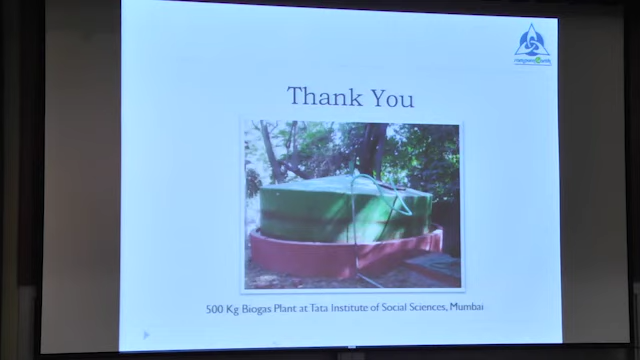 Thank You
500 Kg Biogas Plant at Tata Institute of Social Sciences, Mumbai